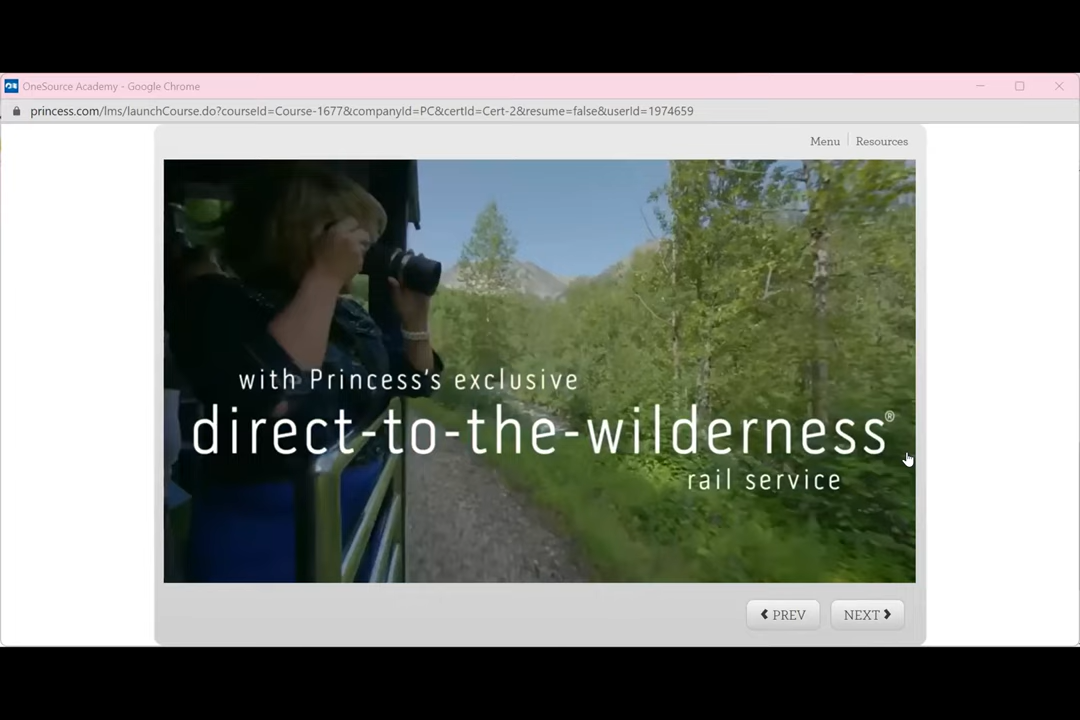 OneSource Academy - Google Chrome
princess.com/lms/launchCourse.do?courseId=Course-1677&companyId=PC&certId=Cert-2&resume=false&userId=1974659
Menu
Resources
with Princess's exclusive
direct-to-the-wilderness®
rail service
PREV
NEXT